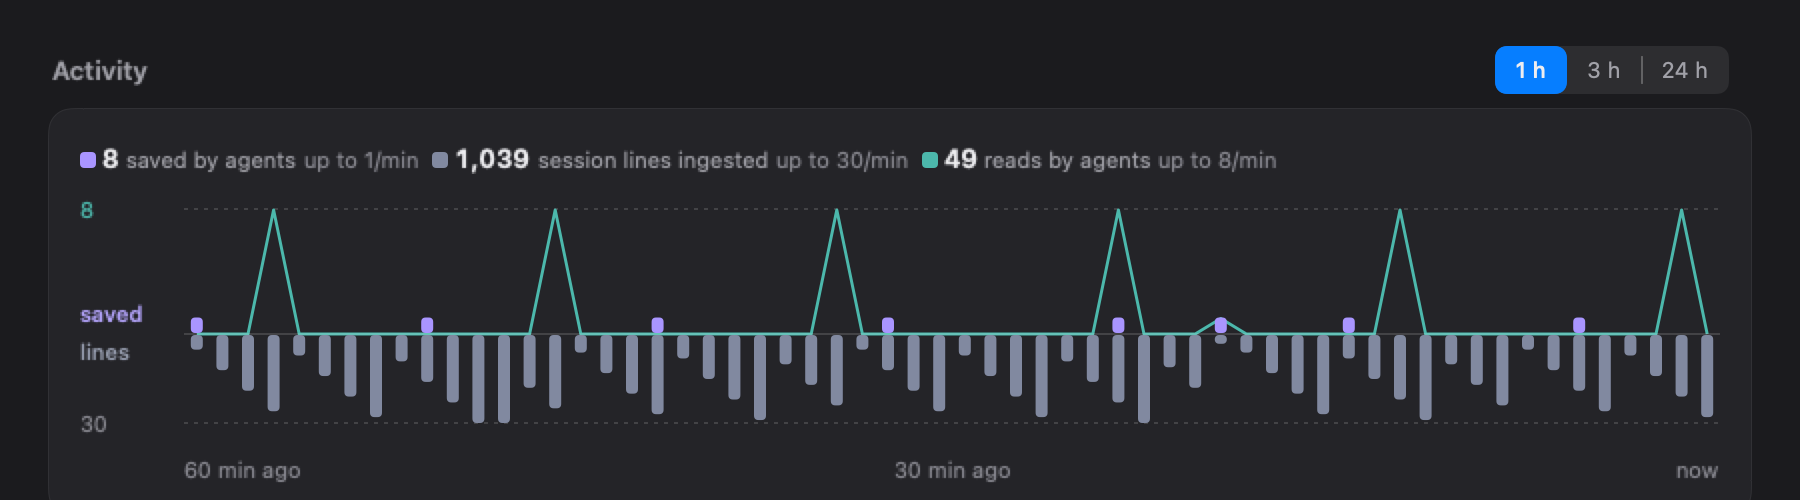 Activity
1 h 3 h 24 h
8 saved by agents up to 1/min 1,039 session lines ingested up to 30/min 49 reads by agents up to 8/min
8
saved
lines
30
60 min ago 30 min ago now